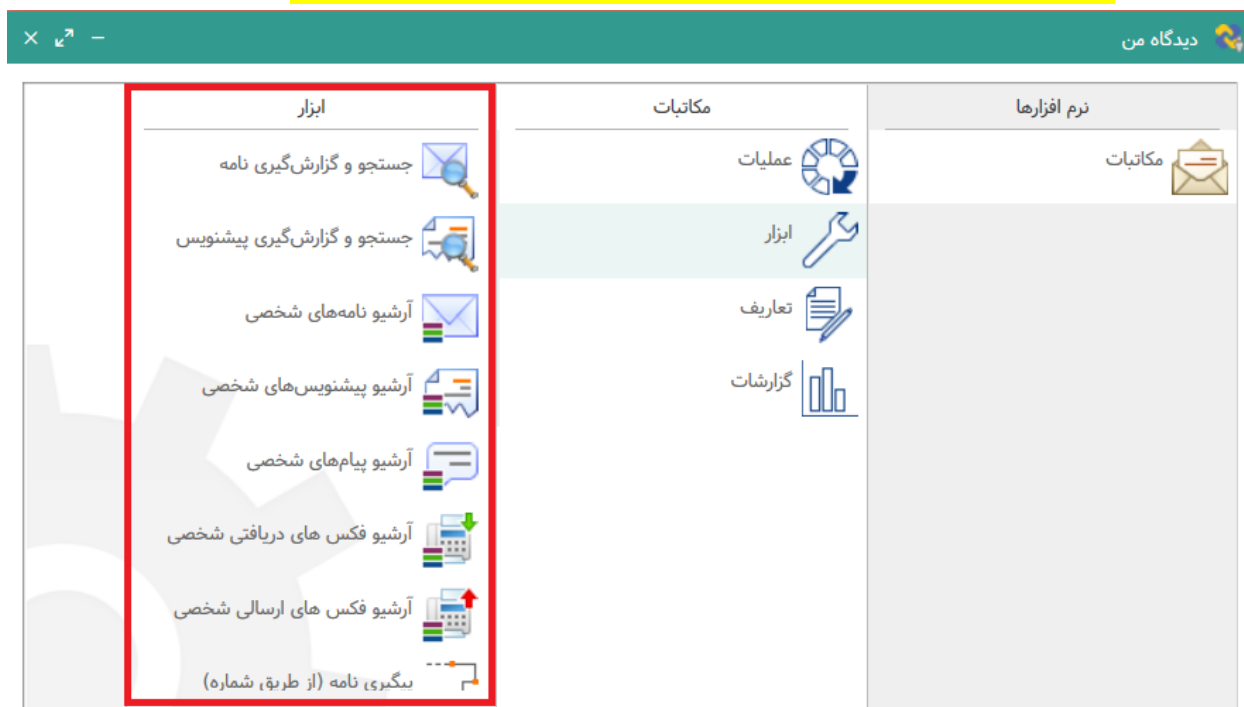 دیدگاه من
نرم افزارها
مکاتبات
مکاتبات
عملیات
ابزار
تعاریف
گزارشات
ابزار
جستجو و گزارش‌گیری نامه
جستجو و گزارش‌گیری پیشنویس
آرشیو نامه‌های شخصی
آرشیو پیشنویس‌های شخصی
آرشیو پیام‌های شخصی
آرشیو فکس های دریافتی شخصی
آرشیو فکس های ارسالی شخصی
پیگیری نامه (از طریق شماره)